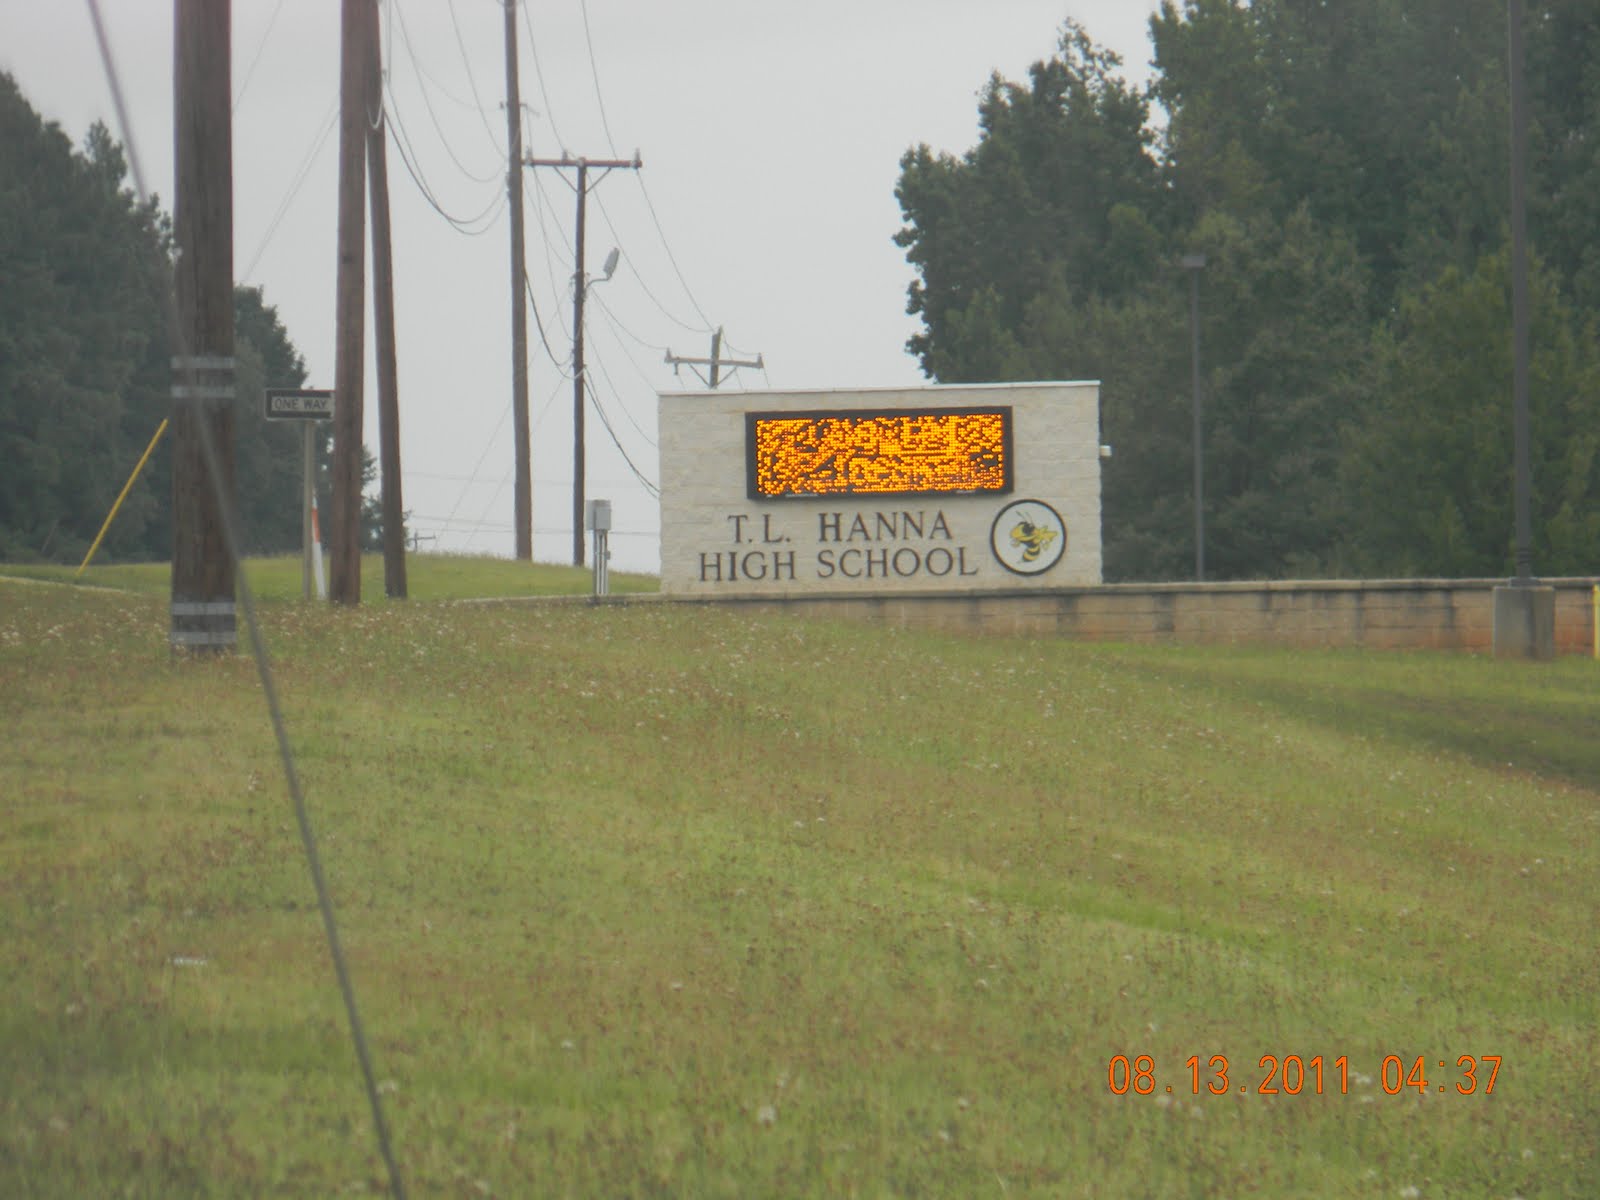 ONE WAY
T.L. HANNA
HIGH SCHOOL
08.13.2011 04:37